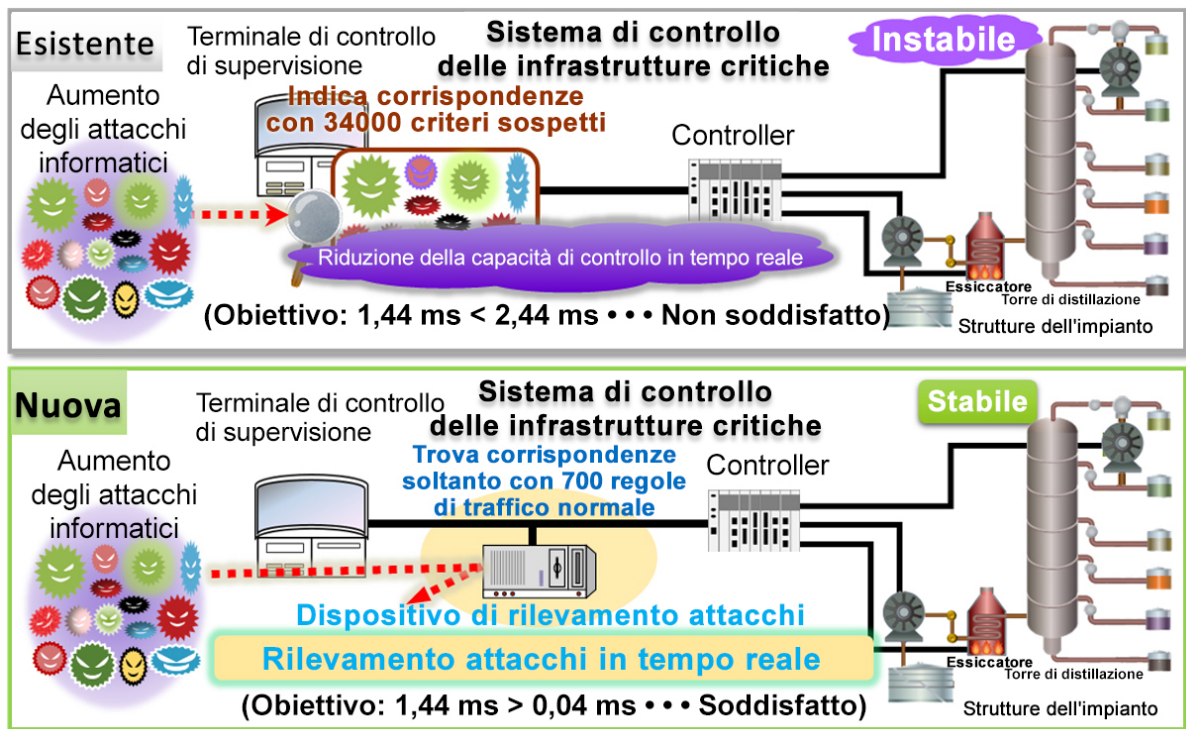 Esistente
Terminale di controllo
di supervisione
Sistema di controllo
delle infrastrutture critiche
Instabile
Aumento
degli attacchi
informatici
Indica corrispondenze
con 34000 criteri sospetti
Controller
Riduzione della capacità di controllo in tempo reale
Essiccatore
Torre di distillazione
(Obiettivo: 1,44 ms < 2,44 ms • • • Non soddisfatto)
Strutture dell'impianto
Nuova
Terminale di controllo
di supervisione
Sistema di controllo
delle infrastrutture critiche
Stabile
Aumento
degli attacchi
informatici
Trova corrispondenze
soltanto con 700 regole
di traffico normale
Controller
Dispositivo di rilevamento attacchi
Rilevamento attacchi in tempo reale
Essiccatore
Torre di distillazione
(Obiettivo: 1,44 ms > 0,04 ms • • • Soddisfatto)
Strutture dell'impianto